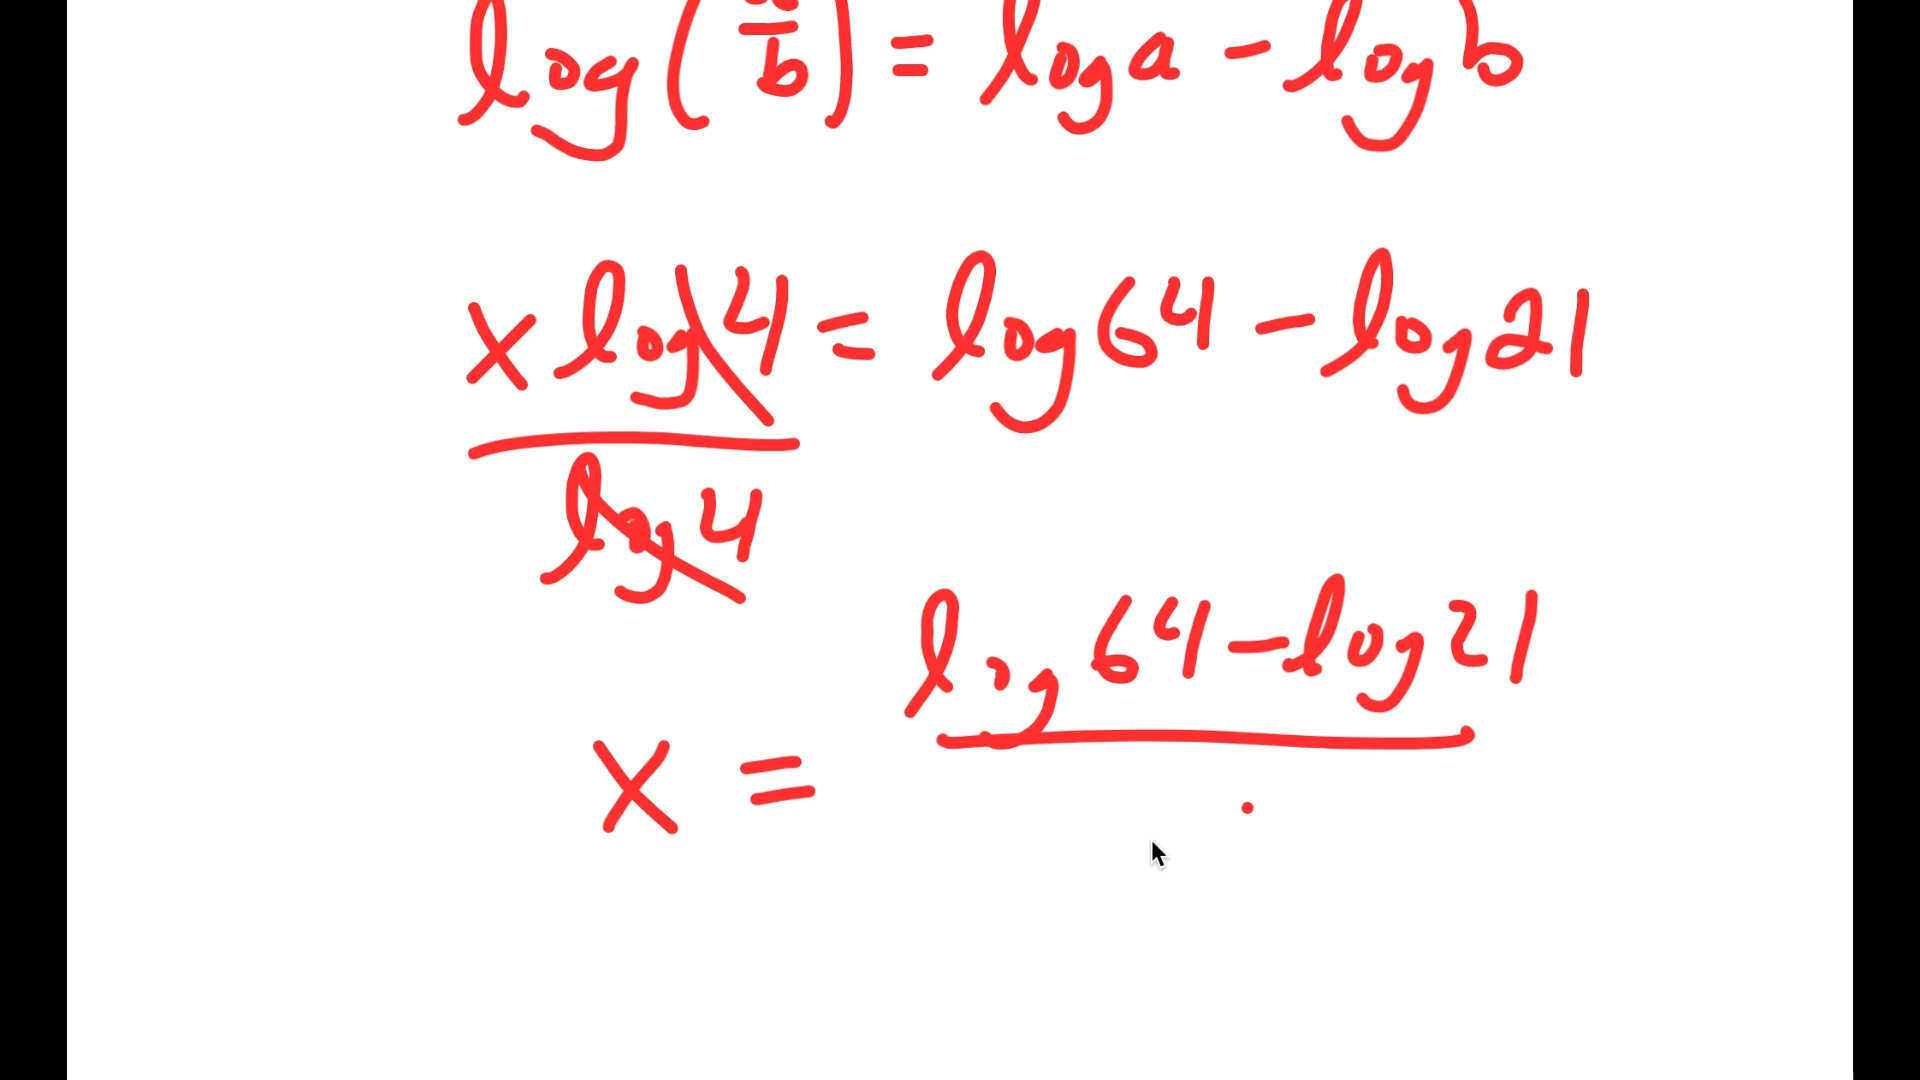 log(a/b) = log a - log b
x log 4 = log 64 - log 21
log 4
log 64 - log 21
x =